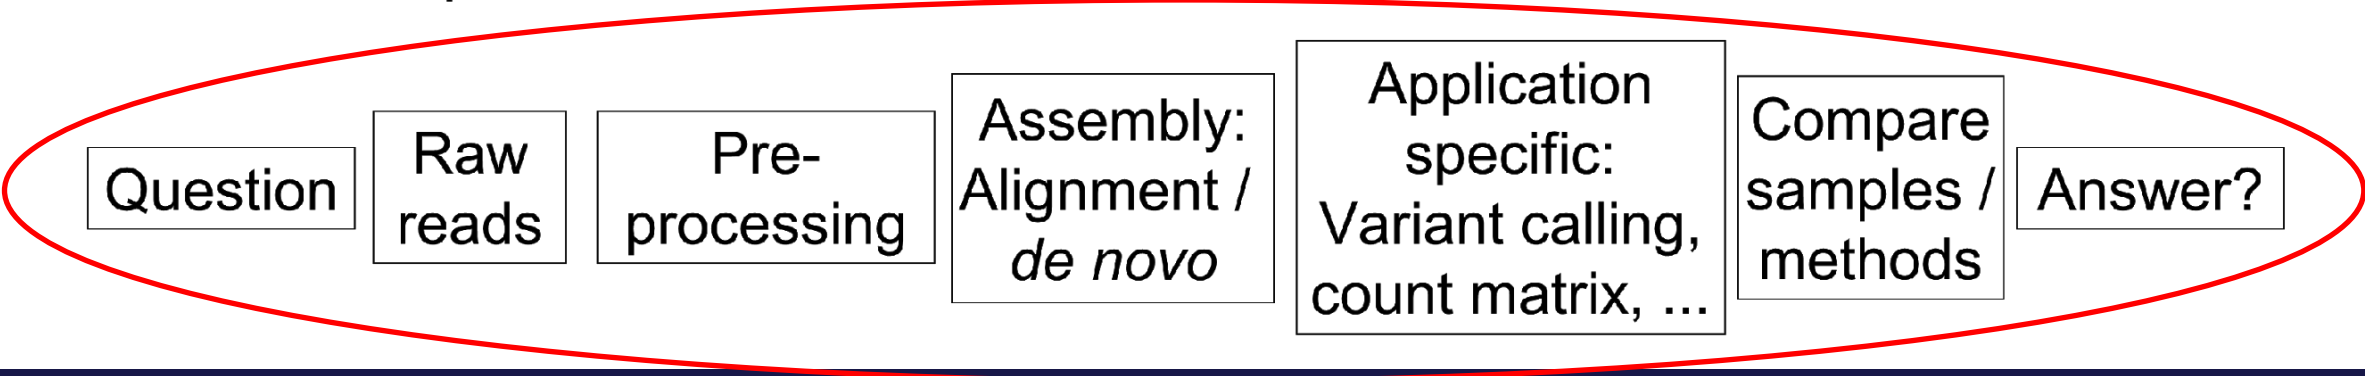 Question
Raw
reads
Pre-
processing
Assembly:
Alignment /
de novo
Application
specific:
Variant calling,
count matrix, ...
Compare
samples /
methods
Answer?